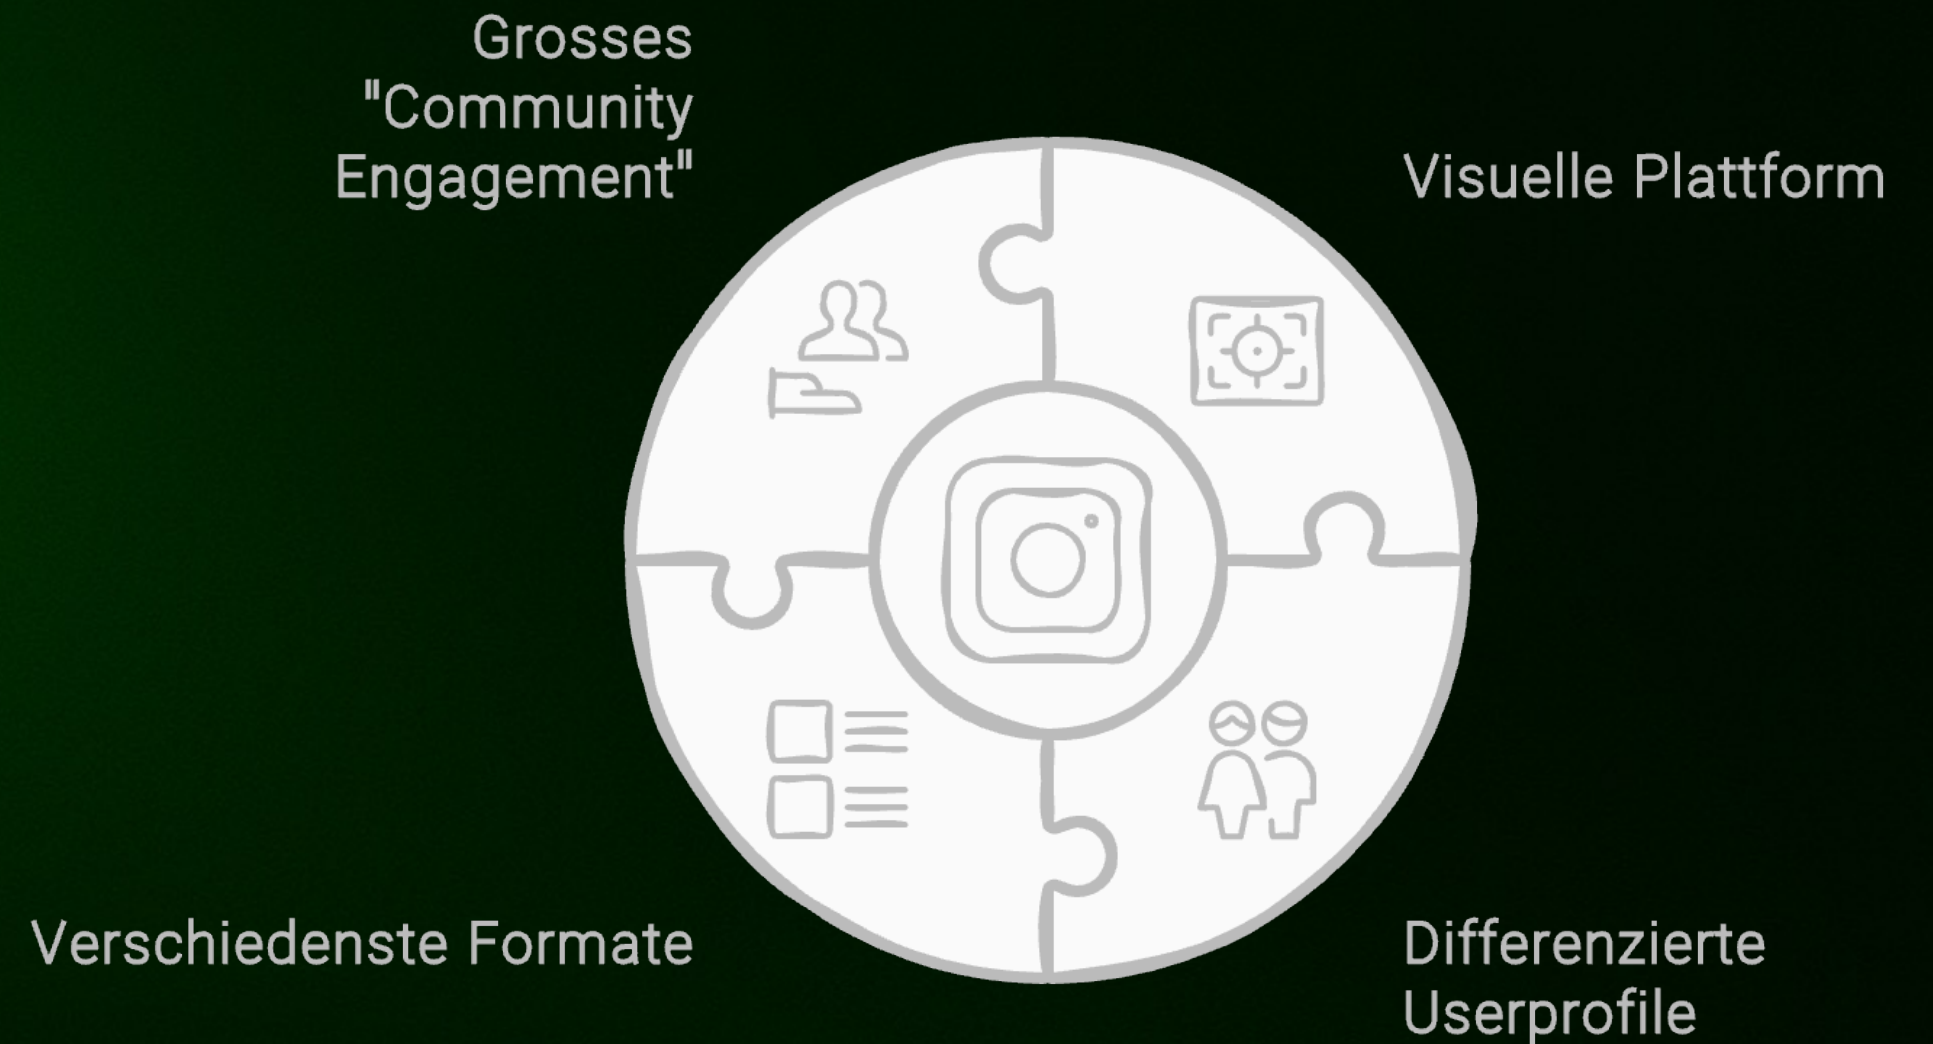 Grosses
"Community
Engagement"
Visuelle Plattform
Verschiedenste Formate
Differenzierte
Userprofile